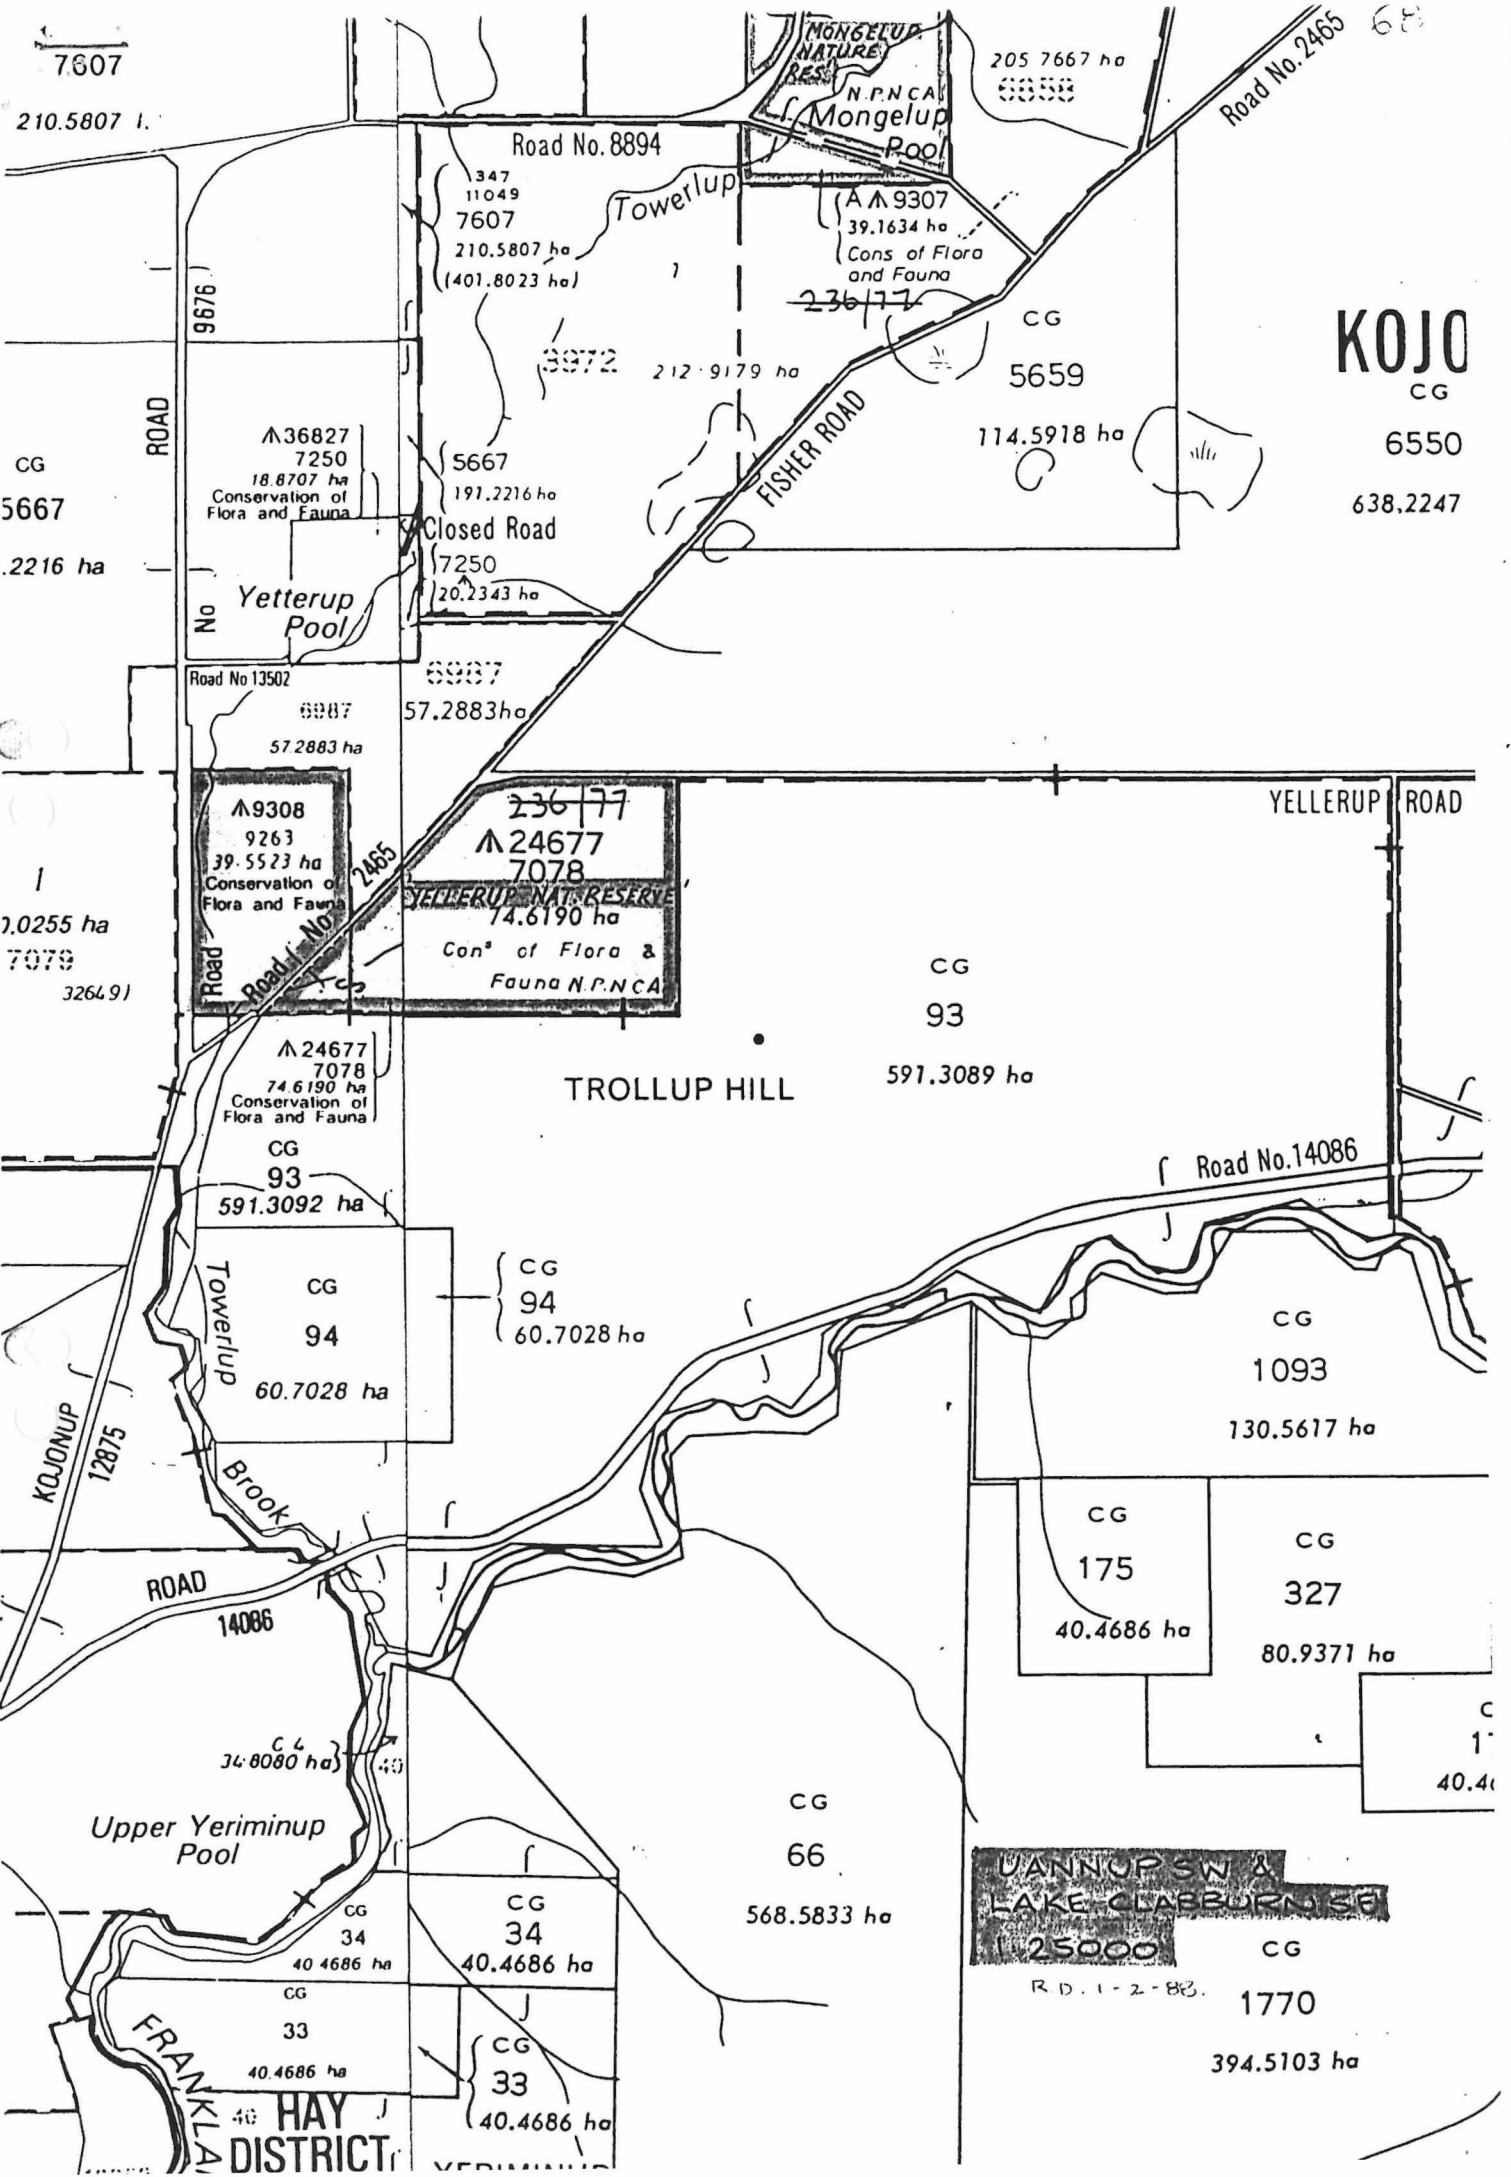 7607
210.5807
68
MONGELUP
NATURE
RES
N.P.N C A
Mongelup
Pool
205 7667 ha
6858
Road No. 2465
Road No. 8894
347
11049
7607
210.5807 ha
(401.8023 ha)
Towerlup
A 9307
39.1634 ha
Cons of Flora
and Fauna
236/77
1
3972
212.9179 ha
CG
5659
114.5918 ha
KOJO
CG
6550
638.2247
9676
ROAD
No
CG
5667
.2216 ha
36827
7250
18.8707 ha
Conservation of
Flora and Fauna
5667
191.2216 ha
Closed Road
7250
20.2343 ha
FISHER ROAD
Yetterup
Pool
Road No 13502
6987
57.2883 ha
6987
57.2883ha
9308
9263
39.5523 ha
Conservation of
Flora and Fauna
Road
Road No 2465
236/77
24677
7078
YELLERUP NAT. RESERVE
74.6190 ha
Cons of Flora &
Fauna N.P.N C A
YELLERUP ROAD
1
0.0255 ha
7079
3264.91
24677
7078
74.6190 ha
Conservation of
Flora and Fauna
CG
93
591.3092 ha
TROLLUP HILL
CG
93
591.3089 ha
Road No.14086
Towerlup
Brook
CG
94
60.7028 ha
CG
94
60.7028 ha
CG
1093
130.5617 ha
KOJONUP
12875
ROAD
14086
CG
175
40.4686 ha
CG
327
80.9371 ha
40.4
C 4
34.8080 ha
40
Upper Yeriminup
Pool
CG
66
568.5833 ha
CG
34
40 4686 ha
CG
34
40.4686 ha
CG
33
40.4686 ha
CG
33
40.4686 ha
LAKE CLABBURN SE
1 25000
R.D. 1-2-88.
CG
1770
394.5103 ha
FRANKLA
40
HAY
DISTRICT
YERIMINUP